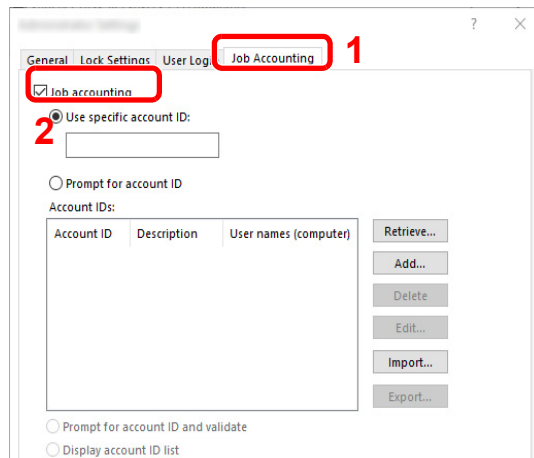 ? ×
1
General Lock Settings User Login Job Accounting
Job accounting
2
Use specific account ID:
Prompt for account ID
Account IDs:
Account ID Description User names (computer)
Retrieve...
Add...
Delete
Edit...
Import...
Export...
Prompt for account ID and validate
Display account ID list